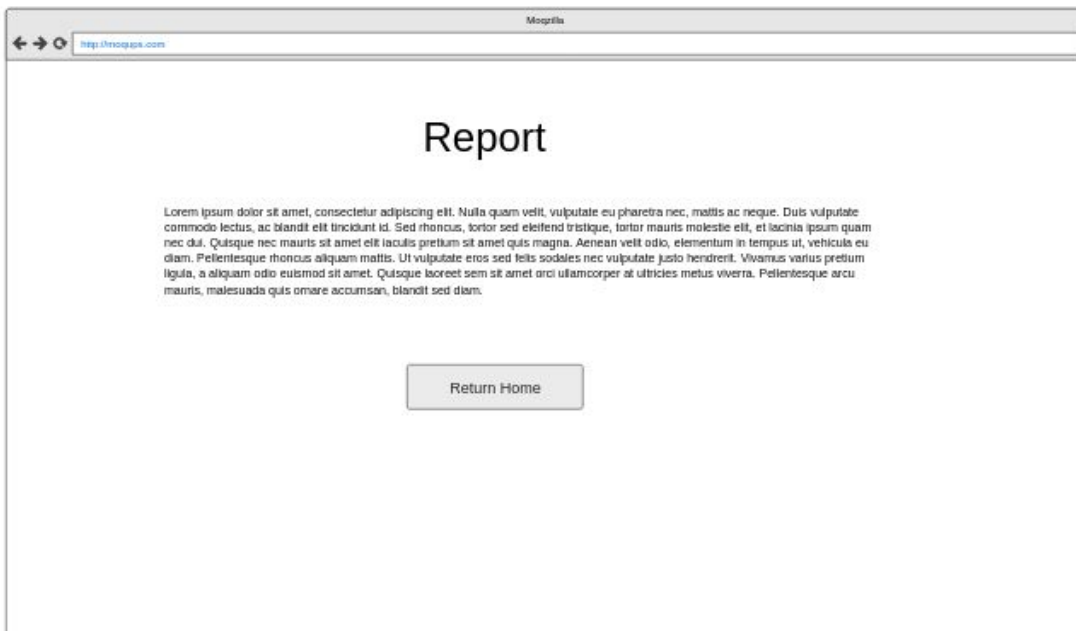 Moqzilla
http://moqups.com
Report
Lorem ipsum dolor sit amet, consectetur adipiscing elit. Nulla quam velit, vulputate eu pharetra nec, mattis ac neque. Duis vulputate
commodo lectus, ac blandit elit tincidunt id. Sed rhoncus, tortor sed eleifend tristique, tortor mauris molestie elit, et lacinia ipsum quam
nec dui. Quisque nec mauris sit amet elit iaculis pretium sit amet quis magna. Aenean velit odio, elementum in tempus ut, vehicula eu
diam. Pellentesque rhoncus aliquam mattis. Ut vulputate eros sed felis sodales nec vulputate justo hendrerit. Vivamus varius pretium
ligula, a aliquam odio euismod sit amet. Quisque laoreet sem sit amet orci ullamcorper at ultricies metus viverra. Pellentesque arcu
mauris, malesuada quis ornare accumsan, blandit sed diam.
Return Home